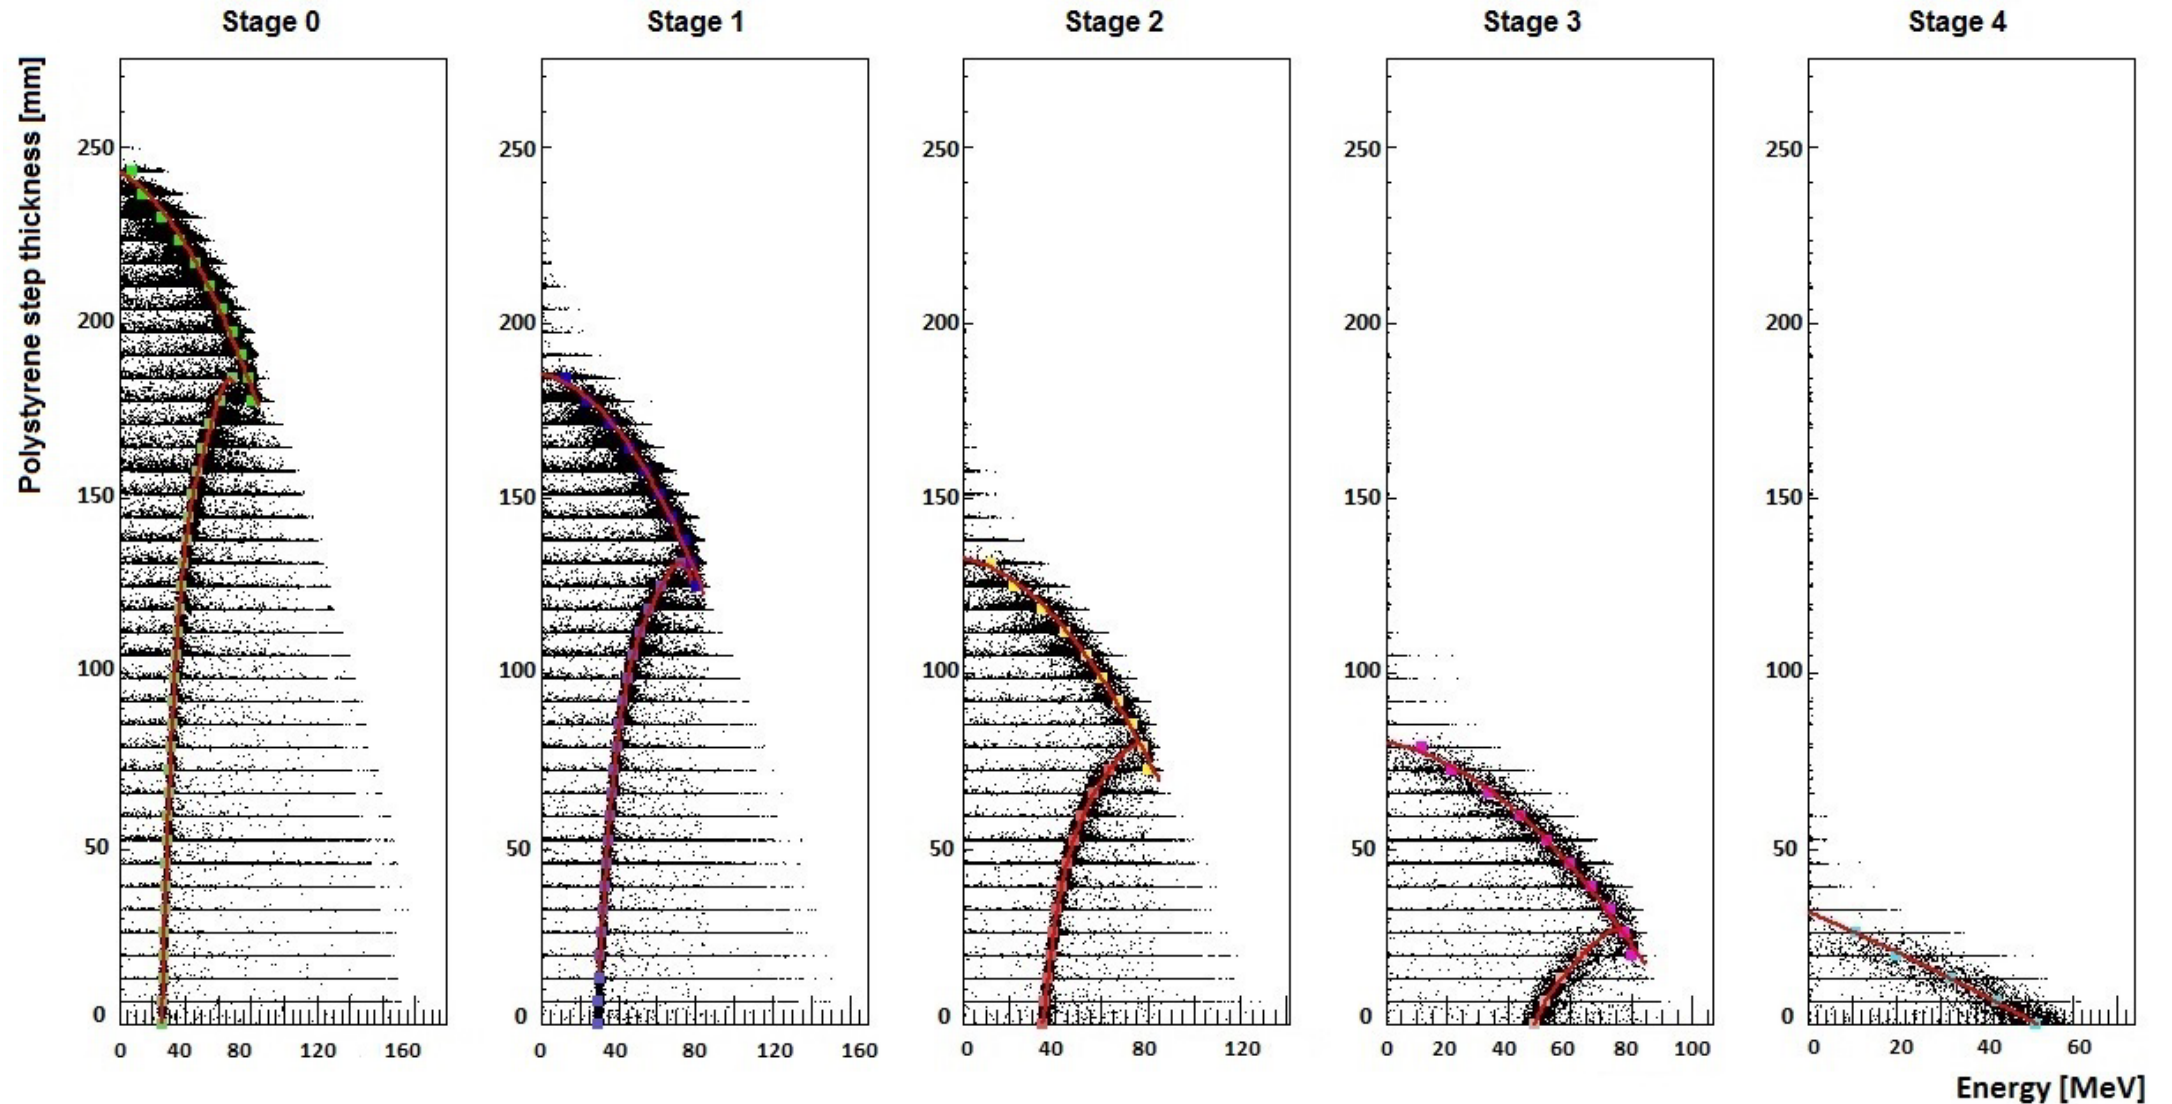 Stage 0 Stage 1 Stage 2 Stage 3 Stage 4
Polystyrene step thickness [mm]
250 250 250 250 250
200 200 200 200 200
150 150 150 150 150
100 100 100 100 100
50 50 50 50 50
0 0 0 0 0
0 40 80 120 160 0 40 80 120 160 0 40 80 120 0 20 40 60 80 100 0 20 40 60
Energy [MeV]